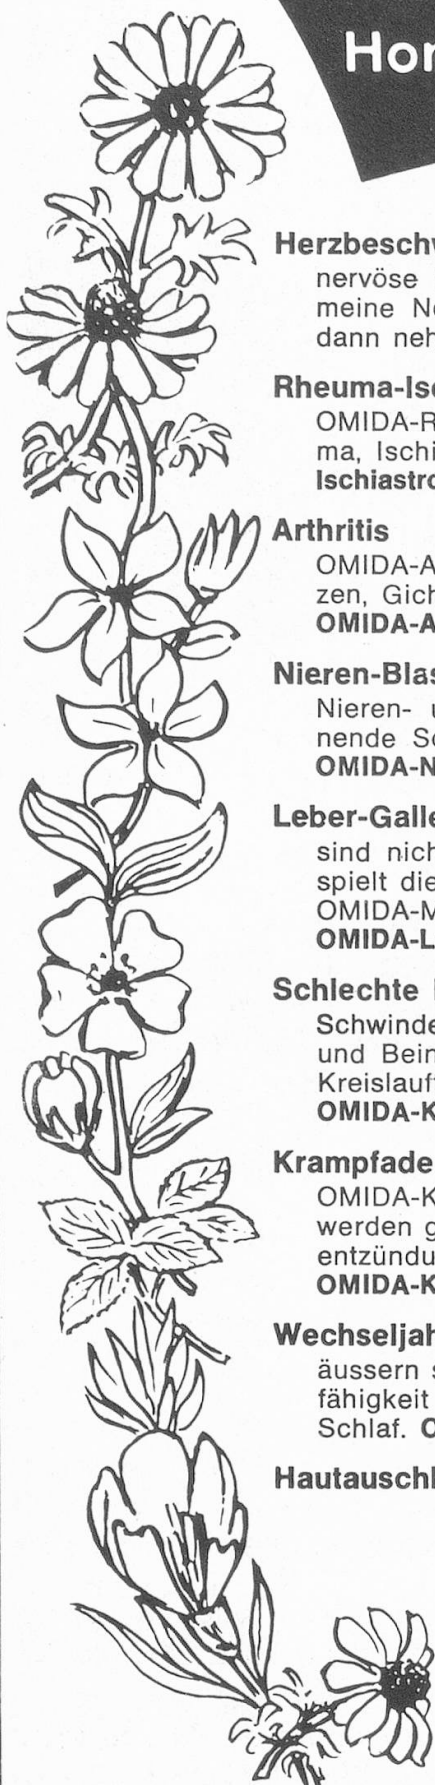 Hor
Herzbeschw
nervöse
meine Ne
dann neh
Rheuma-Isc
OMIDA-R
ma, Ischi
Ischiastro
Arthritis
OMIDA-A
zen, Gich
OMIDA-A
Nieren-Blas
Nieren- u
nende Sc
OMIDA-N
Leber-Galle
sind nich
spielt die
OMIDA-M
OMIDA-L
Schlechte
Schwinde
und Bein
Kreislauf
OMIDA-K
Krampfade
OMIDA-K
werden g
entzündu
OMIDA-K
Wechseljah
äussern s
fähigkeit
Schlaf. O
Hautauschl